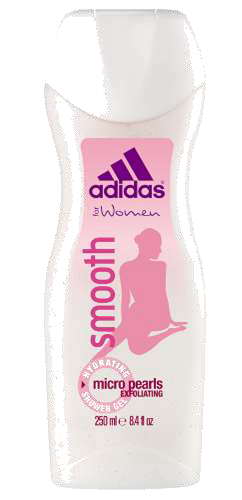 adidas
for Women
smooth
HYDRATING
SHOWER GEL
micro pearls
EXFOLIATING
250 ml e 8.4 fl oz